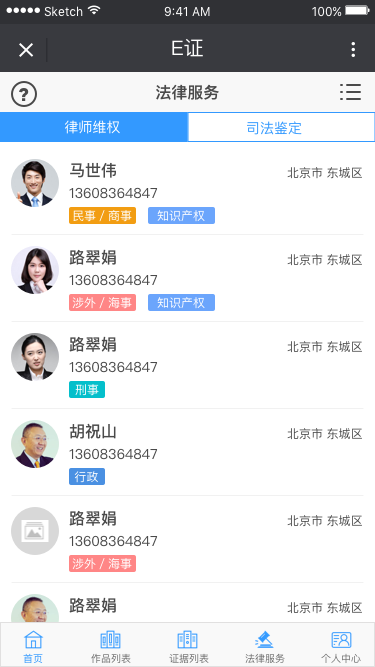 Sketch 9:41 AM 100%
E证
? 法律服务
律师维权 司法鉴定
马世伟 北京市 东城区
13608364847
民事 / 商事 知识产权
路翠娟 北京市 东城区
13608364847
涉外 / 海事 知识产权
路翠娟 北京市 东城区
13608364847
刑事
胡祝山 北京市 东城区
13608364847
行政
路翠娟 北京市 东城区
13608364847
涉外 / 海事
路翠娟 北京市 东城区
首页 作品列表 证据列表 法律服务 个人中心